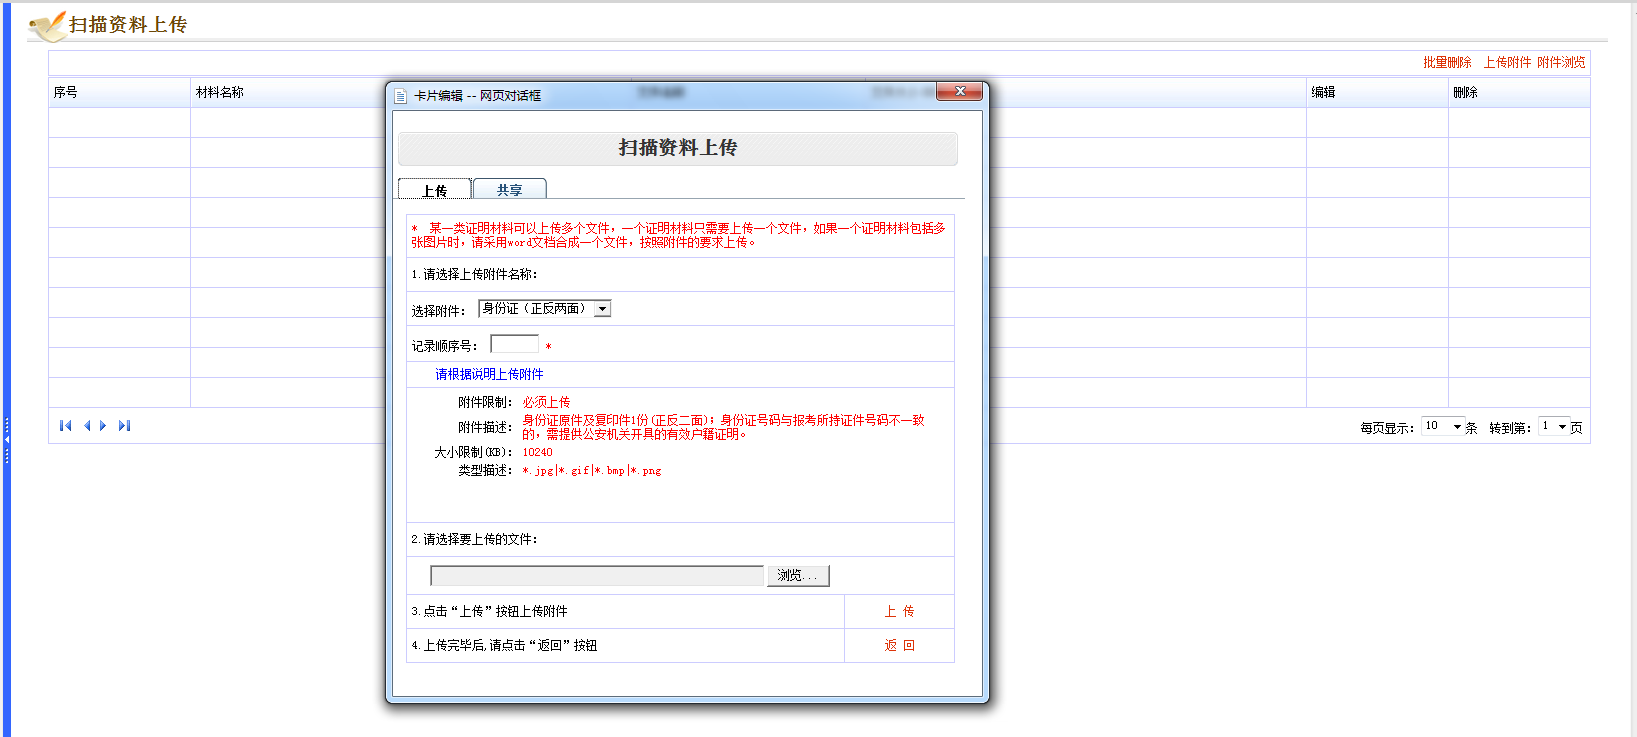 扫描资料上传
批量删除 上传附件 附件浏览
序号 材料名称 编辑 删除
卡片编辑 -- 网页对话框
扫描资料上传
上传 共享
* 某一类证明材料可以上传多个文件，一个证明材料只需要上传一个文件，如果一个证明材料包括多
张图片时，请采用word文档合成一个文件，按照附件的要求上传。
1.请选择上传附件名称：
选择附件： 身份证（正反两面）
记录顺序号： *
请根据说明上传附件
附件限制： 必须上传
附件描述： 身份证原件及复印件1份(正反二面)；身份证号码与报考所持证件号码不一致
的，需提供公安机关开具的有效户籍证明。
大小限制(KB)： 10240
类型描述： *.jpg|*.gif|*.bmp|*.png
2.请选择要上传的文件：
浏览...
3.点击“上传”按钮上传附件 上 传
4.上传完毕后,请点击“返回”按钮 返 回
每页显示： 10 条 转到第： 1 页